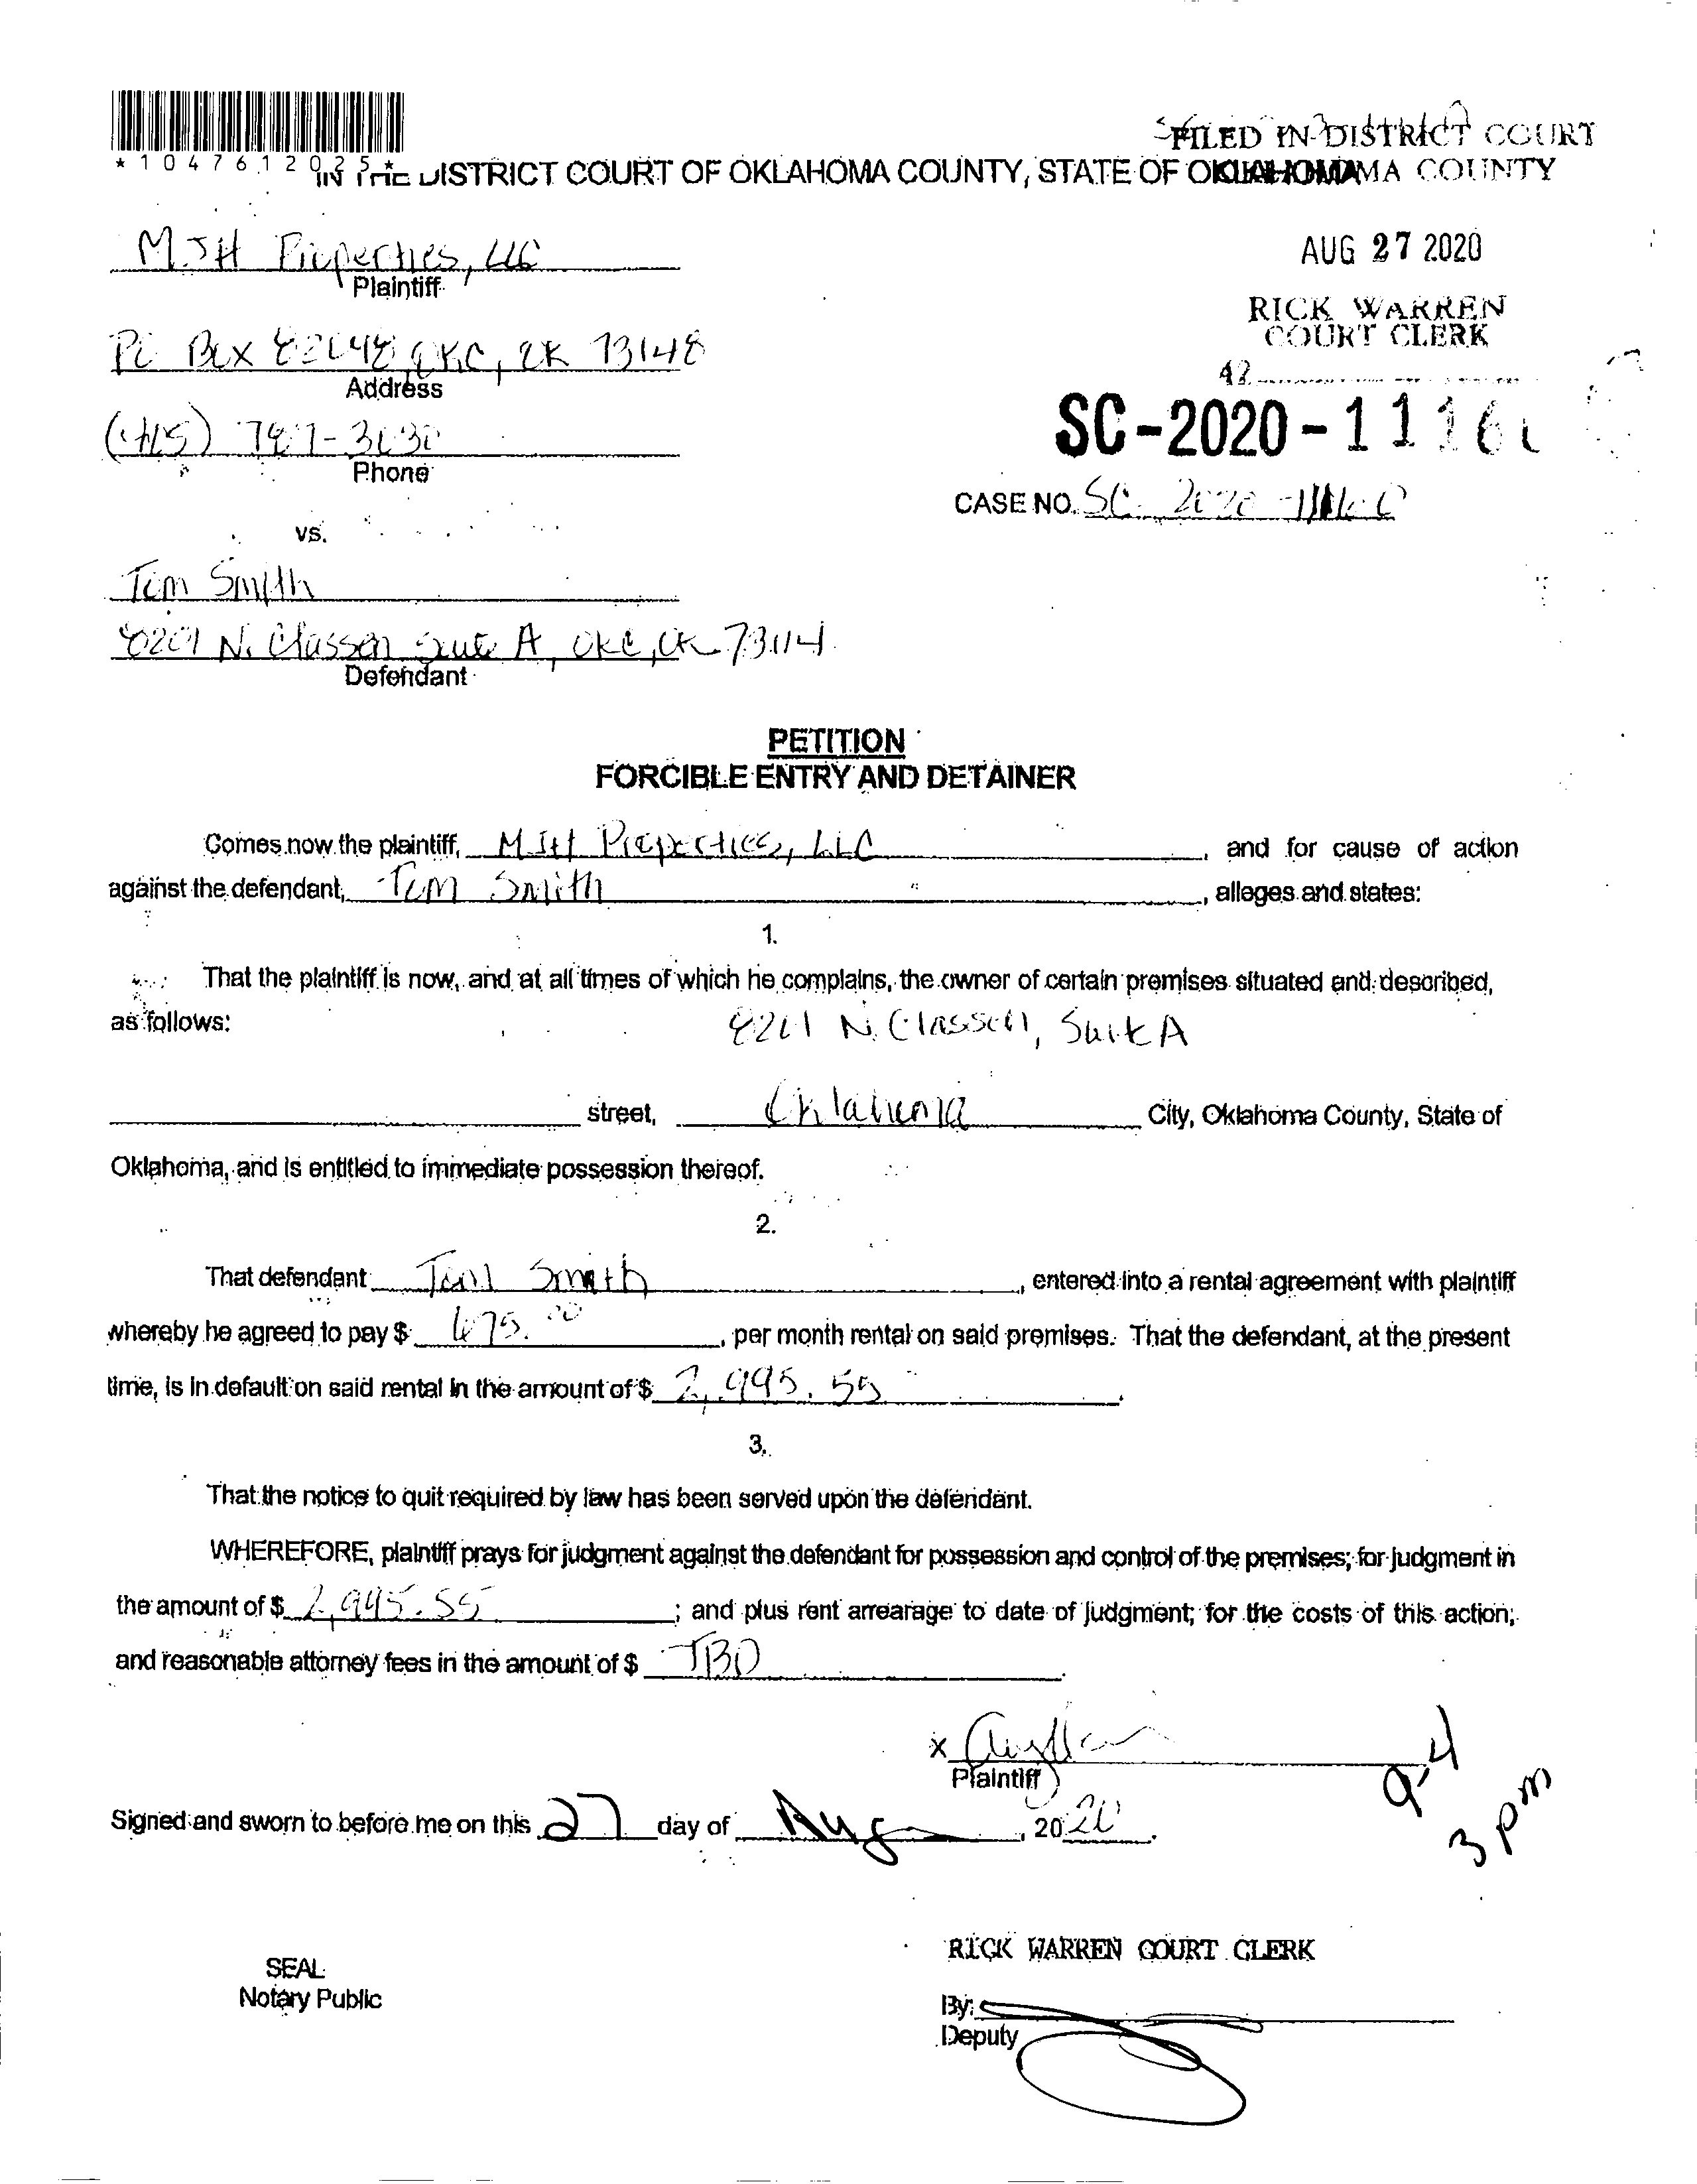 *1047612025*
FILED IN DISTRICT COURT
IN THE DISTRICT COURT OF OKLAHOMA COUNTY, STATE OF OKLAHOMA
OKLAHOMA COUNTY
MJH Properties, LLC
Plaintiff
AUG 27 2020
RICK WARREN
COURT CLERK
42
PO Box 82648 OKC, OK 73148
Address
(405) 787-3030
Phone
SC-2020-1116
CASE NO. SC-2020-11160
vs.
Tom Smith
8201 N. Classen Suite A, OKC, OK 73114
Defendant
PETITION
FORCIBLE ENTRY AND DETAINER
Comes now the plaintiff, MJH Properties, LLC, and for cause of action
against the defendant, Tom Smith, alleges and states:
1.
That the plaintiff is now, and at all times of which he complains, the owner of certain premises situated and described,
as follows: 8201 N. Classen, Suite A
street, Oklahoma City, Oklahoma County, State of
Oklahoma, and is entitled to immediate possession thereof.
2.
That defendant Tom Smith, entered into a rental agreement with plaintiff
whereby he agreed to pay $ 675.00, per month rental on said premises. That the defendant, at the present
time, is in default on said rental in the amount of $ 2,995.55.
3.
That the notice to quit required by law has been served upon the defendant.
WHEREFORE, plaintiff prays for judgment against the defendant for possession and control of the premises; for judgment in
the amount of $ 2,995.55; and plus rent arrearage to date of judgment; for the costs of this action;
and reasonable attorney fees in the amount of $ TBD.
x
Plaintiff
9-4
3 pm
Signed and sworn to before me on this 27 day of Aug, 2020.
RICK WARREN COURT CLERK
SEAL
Notary Public
By:
Deputy